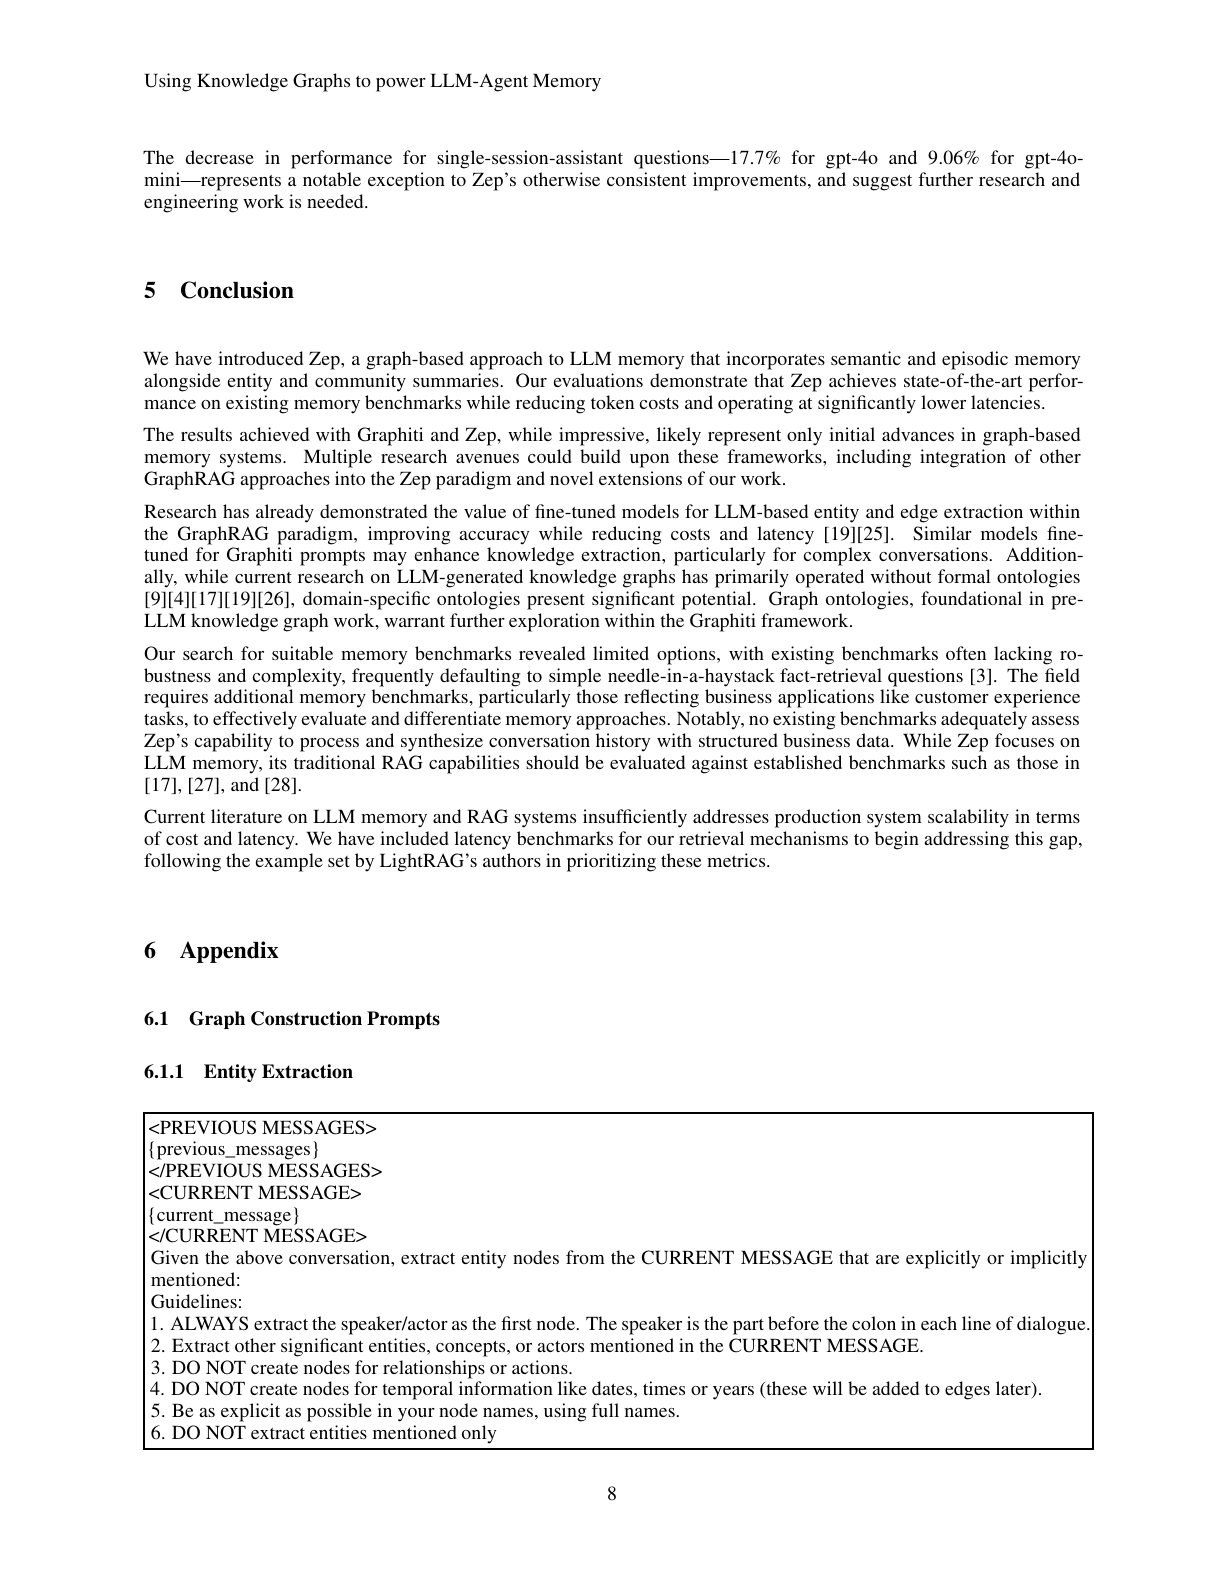 Using Knowledge Graphs to power LLM-Agent Memory
The decrease in performance for single-session-assistant questions—17.7% for gpt-4o and 9.06% for gpt-4o-
mini—represents a notable exception to Zep's otherwise consistent improvements, and suggest further research and
engineering work is needed.
5 Conclusion
We have introduced Zep, a graph-based approach to LLM memory that incorporates semantic and episodic memory
alongside entity and community summaries. Our evaluations demonstrate that Zep achieves state-of-the-art perfor-
mance on existing memory benchmarks while reducing token costs and operating at significantly lower latencies.
The results achieved with Graphiti and Zep, while impressive, likely represent only initial advances in graph-based
memory systems. Multiple research avenues could build upon these frameworks, including integration of other
GraphRAG approaches into the Zep paradigm and novel extensions of our work.
Research has already demonstrated the value of fine-tuned models for LLM-based entity and edge extraction within
the GraphRAG paradigm, improving accuracy while reducing costs and latency [19][25]. Similar models fine-
tuned for Graphiti prompts may enhance knowledge extraction, particularly for complex conversations. Addition-
ally, while current research on LLM-generated knowledge graphs has primarily operated without formal ontologies
[9][4][17][19][26], domain-specific ontologies present significant potential. Graph ontologies, foundational in pre-
LLM knowledge graph work, warrant further exploration within the Graphiti framework.
Our search for suitable memory benchmarks revealed limited options, with existing benchmarks often lacking ro-
bustness and complexity, frequently defaulting to simple needle-in-a-haystack fact-retrieval questions [3]. The field
requires additional memory benchmarks, particularly those reflecting business applications like customer experience
tasks, to effectively evaluate and differentiate memory approaches. Notably, no existing benchmarks adequately assess
Zep's capability to process and synthesize conversation history with structured business data. While Zep focuses on
LLM memory, its traditional RAG capabilities should be evaluated against established benchmarks such as those in
[17], [27], and [28].
Current literature on LLM memory and RAG systems insufficiently addresses production system scalability in terms
of cost and latency. We have included latency benchmarks for our retrieval mechanisms to begin addressing this gap,
following the example set by LightRAG's authors in prioritizing these metrics.
6 Appendix
6.1 Graph Construction Prompts
6.1.1 Entity Extraction
<PREVIOUS MESSAGES>
{previous_messages}
</PREVIOUS MESSAGES>
<CURRENT MESSAGE>
{current_message}
</CURRENT MESSAGE>
Given the above conversation, extract entity nodes from the CURRENT MESSAGE that are explicitly or implicitly
mentioned:
Guidelines:
1. ALWAYS extract the speaker/actor as the first node. The speaker is the part before the colon in each line of dialogue.
2. Extract other significant entities, concepts, or actors mentioned in the CURRENT MESSAGE.
3. DO NOT create nodes for relationships or actions.
4. DO NOT create nodes for temporal information like dates, times or years (these will be added to edges later).
5. Be as explicit as possible in your node names, using full names.
6. DO NOT extract entities mentioned only
8